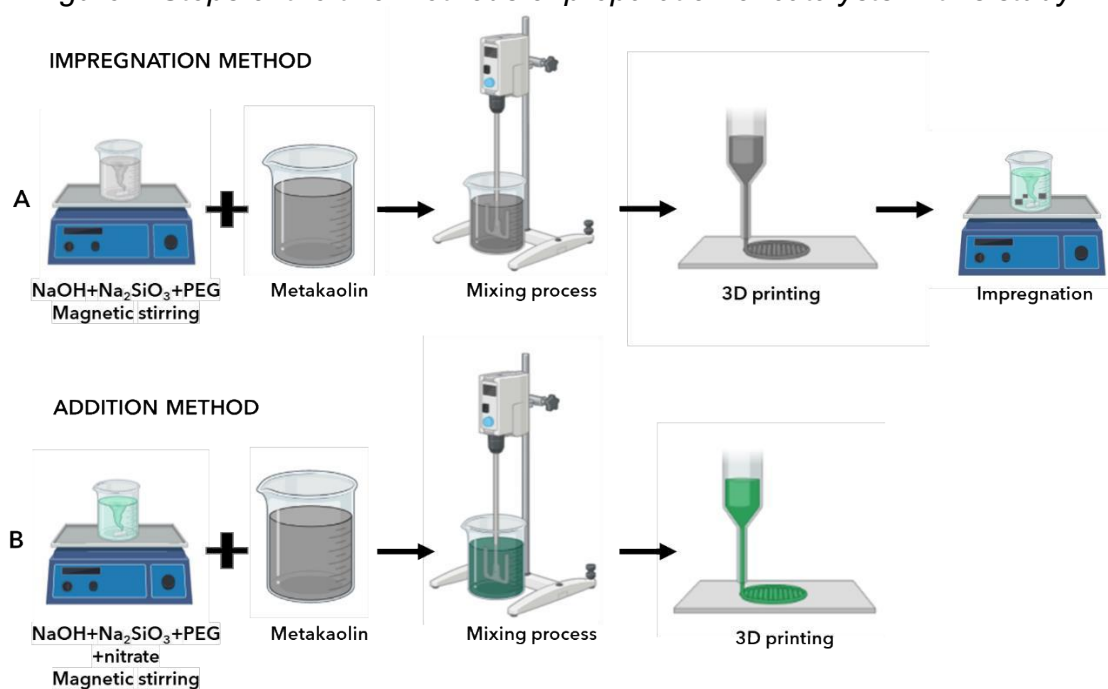 IMPREGNATION METHOD
A
NaOH+Na₂SiO₃+PEG
Magnetic stirring
Metakaolin
Mixing process
3D printing
Impregnation
ADDITION METHOD
B
NaOH+Na₂SiO₃+PEG
+nitrate
Magnetic stirring
Metakaolin
Mixing process
3D printing